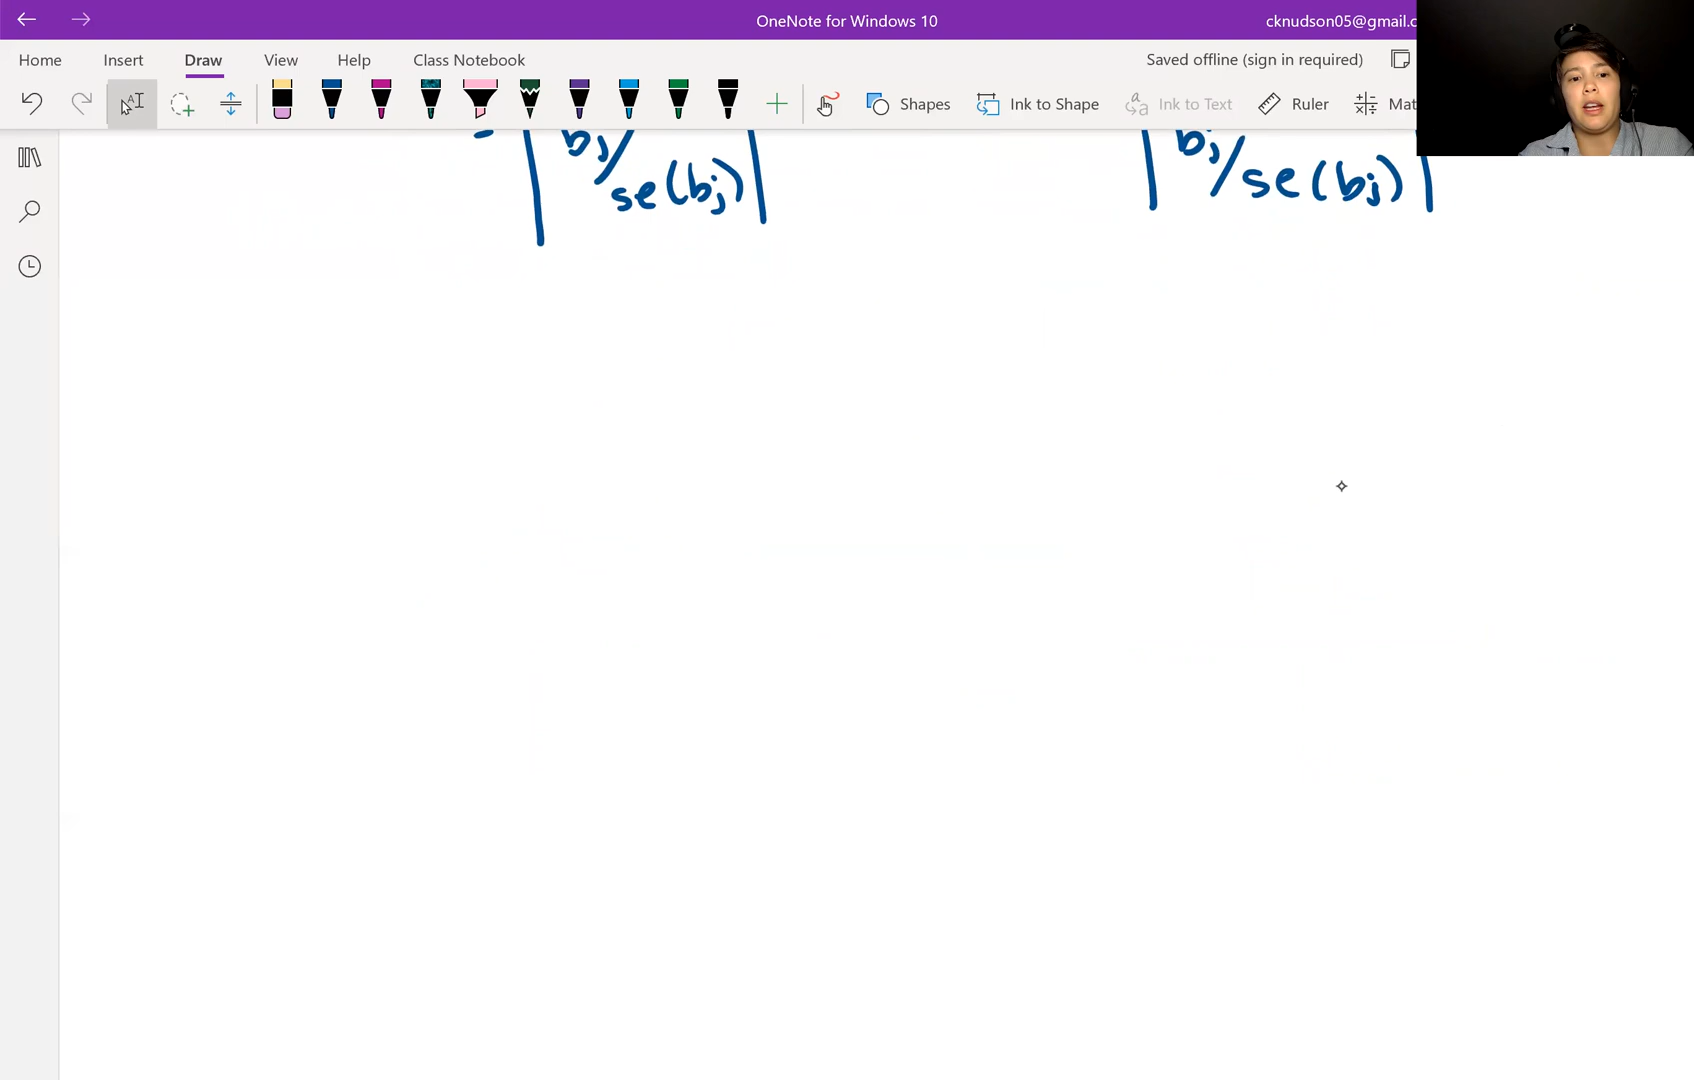 OneNote for Windows 10
cknudson05@gmail.c
Home Insert Draw View Help Class Notebook
Saved offline (sign in required)
Shapes Ink to Shape Ink to Text Ruler Mat
= | bj/se(bj) |
| bj/se(bj) |